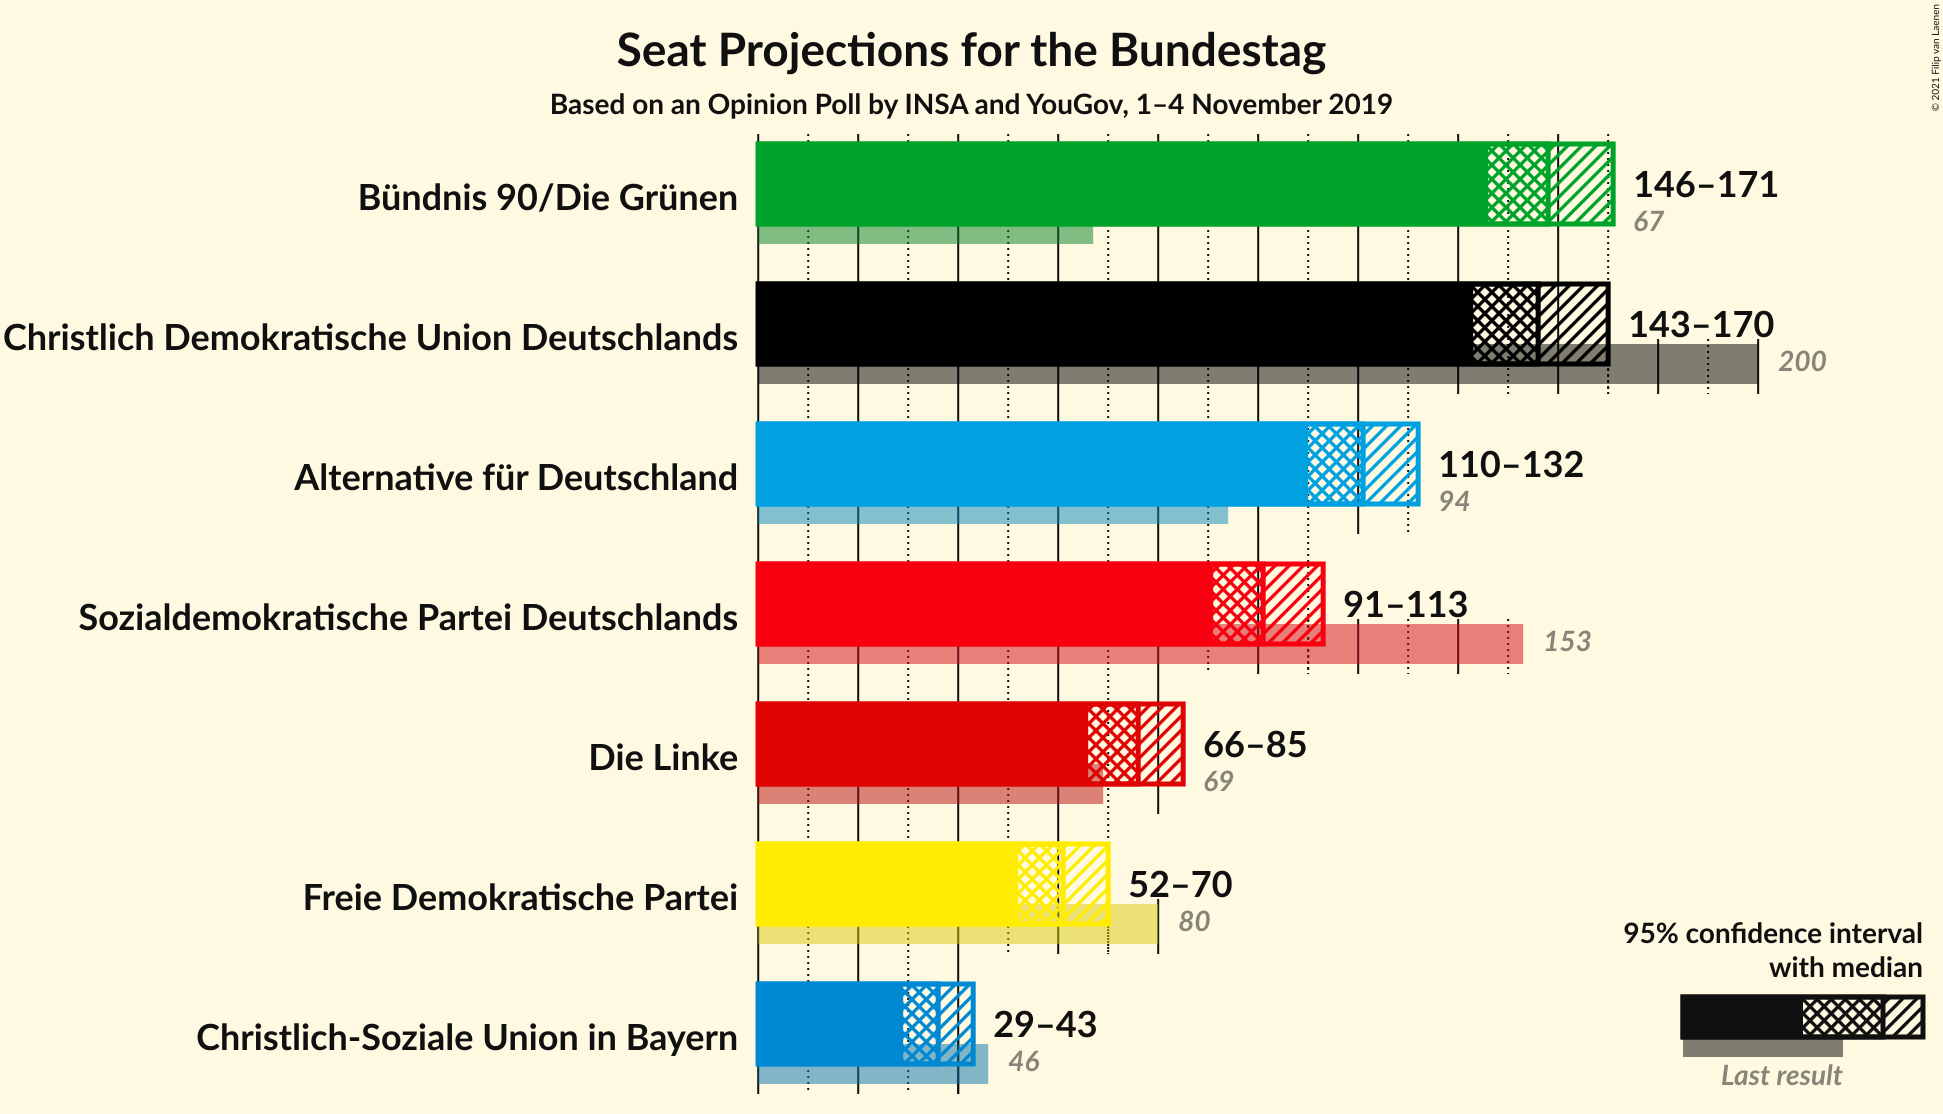 Seat Projections for the Bundestag
Based on an Opinion Poll by INSA and YouGov, 1–4 November 2019
© 2021 Filip van Laenen
Bündnis 90/Die Grünen
146–171
67
Christlich Demokratische Union Deutschlands
143–170
200
Alternative für Deutschland
110–132
94
Sozialdemokratische Partei Deutschlands
91–113
153
Die Linke
66–85
69
Freie Demokratische Partei
52–70
80
Christlich-Soziale Union in Bayern
29–43
46
95% confidence interval
with median
Last result